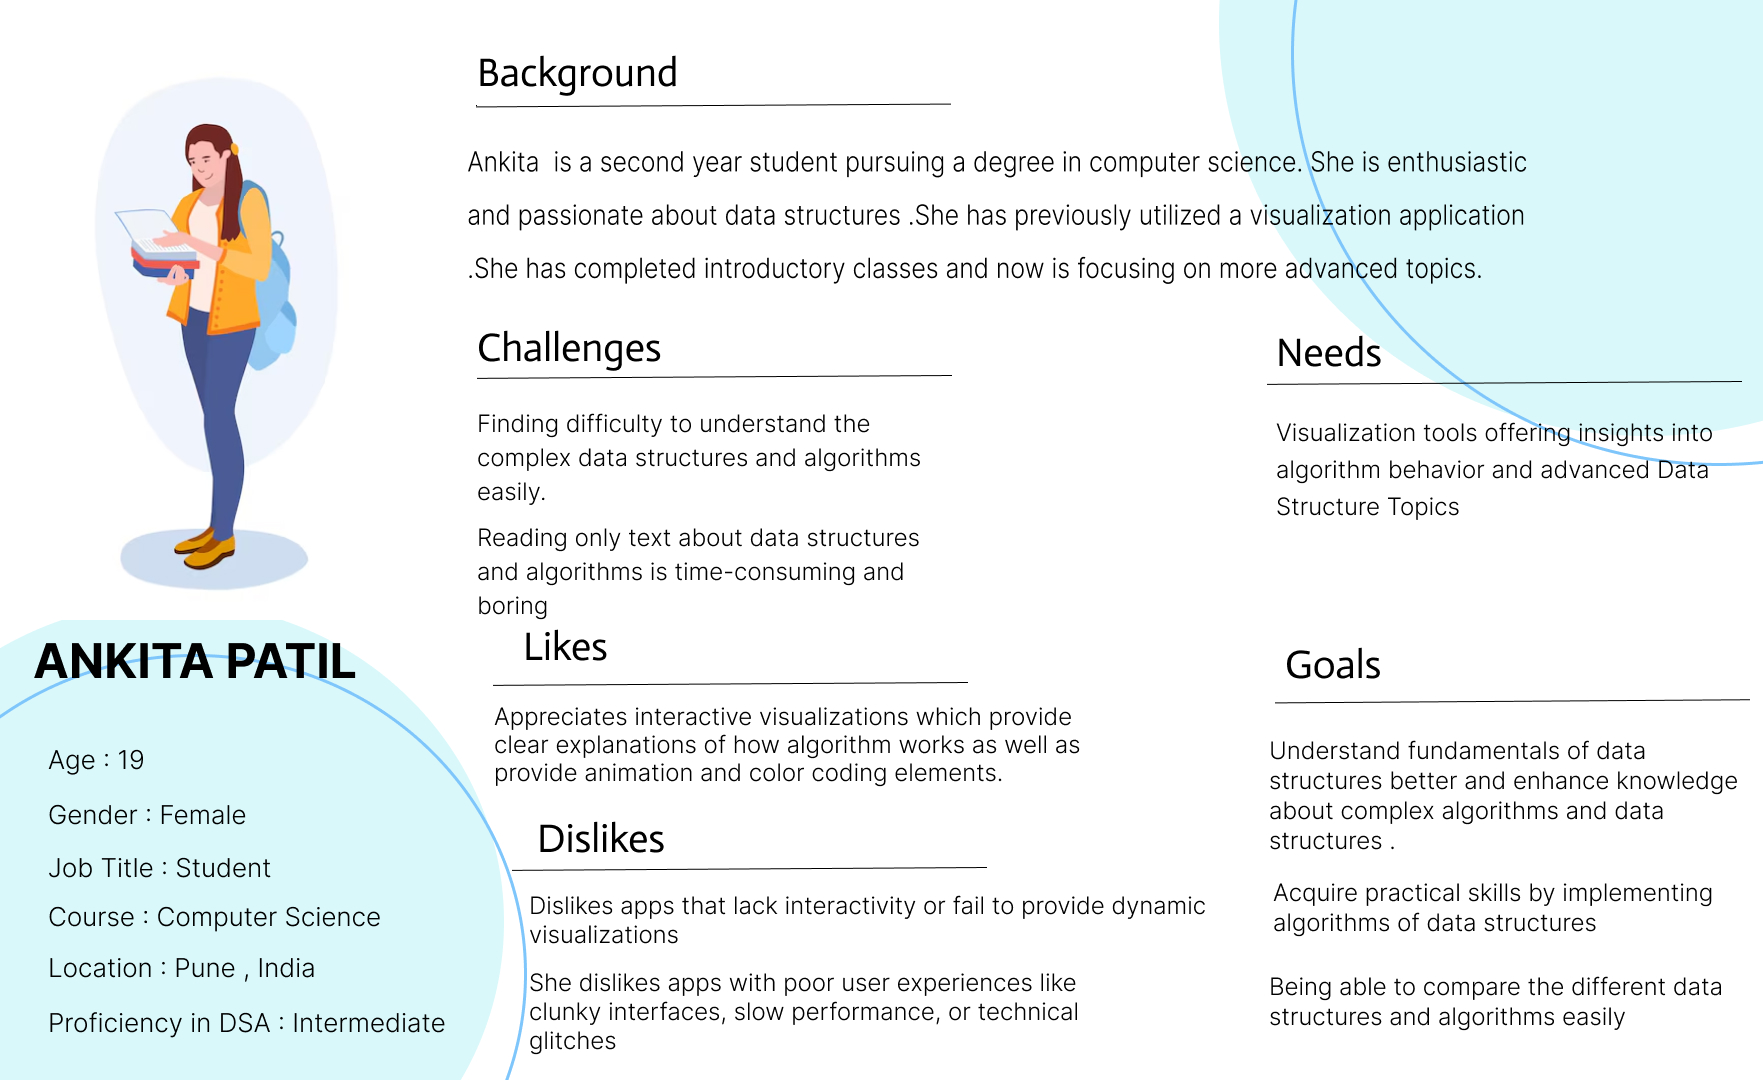 Background
Ankita  is a second year student pursuing a degree in computer science. She is enthusiastic
and passionate about data structures .She has previously utilized a visualization application
.She has completed introductory classes and now is focusing on more advanced topics.
Challenges
Finding difficulty to understand the
complex data structures and algorithms
easily.
Reading only text about data structures
and algorithms is time-consuming and
boring
Needs
Visualization tools offering insights into
algorithm behavior and advanced Data
Structure Topics
ANKITA PATIL
Age : 19
Gender : Female
Job Title : Student
Course : Computer Science
Location : Pune , India
Proficiency in DSA : Intermediate
Likes
Appreciates interactive visualizations which provide
clear explanations of how algorithm works as well as
provide animation and color coding elements.
Dislikes
Dislikes apps that lack interactivity or fail to provide dynamic
visualizations
She dislikes apps with poor user experiences like
clunky interfaces, slow performance, or technical
glitches
Goals
Understand fundamentals of data
structures better and enhance knowledge
about complex algorithms and data
structures .
Acquire practical skills by implementing
algorithms of data structures
Being able to compare the different data
structures and algorithms easily